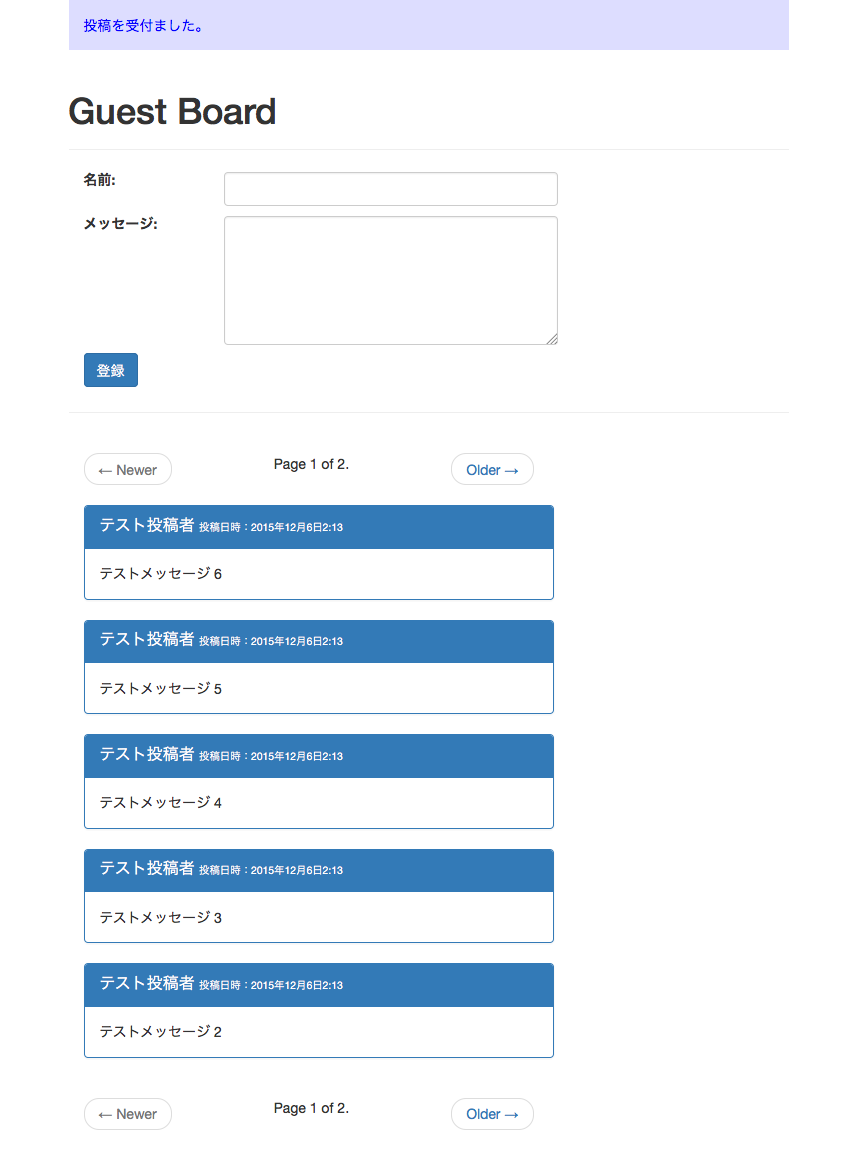 投稿を受付ました。
Guest Board
名前:
メッセージ:
登録
← Newer Page 1 of 2. Older →
テスト投稿者 投稿日時：2015年12月6日2:13
テストメッセージ 6
テスト投稿者 投稿日時：2015年12月6日2:13
テストメッセージ 5
テスト投稿者 投稿日時：2015年12月6日2:13
テストメッセージ 4
テスト投稿者 投稿日時：2015年12月6日2:13
テストメッセージ 3
テスト投稿者 投稿日時：2015年12月6日2:13
テストメッセージ 2
← Newer Page 1 of 2. Older →